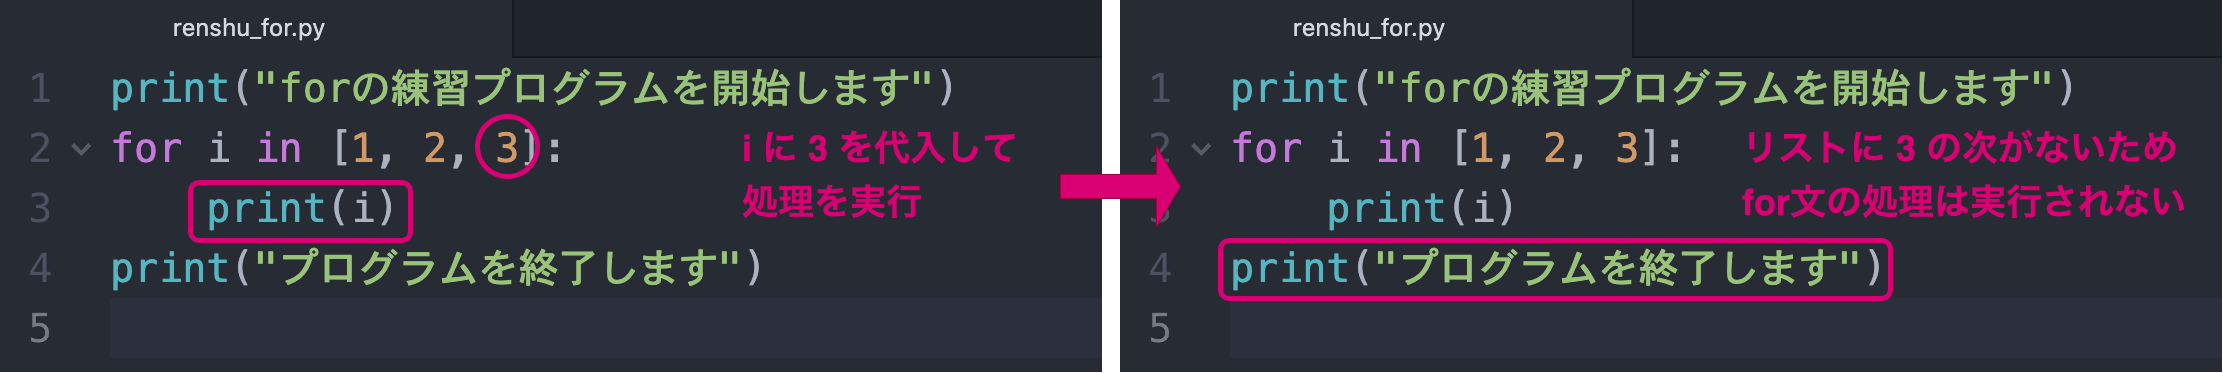 renshu_for.py
1 print("forの練習プログラムを開始します")
2 for i in [1, 2, 3]:
i に 3 を代入して
処理を実行
3     print(i)
4 print("プログラムを終了します")
5
renshu_for.py
1 print("forの練習プログラムを開始します")
2 for i in [1, 2, 3]:
リストに 3 の次がないため
for文の処理は実行されない
3     print(i)
4 print("プログラムを終了します")
5